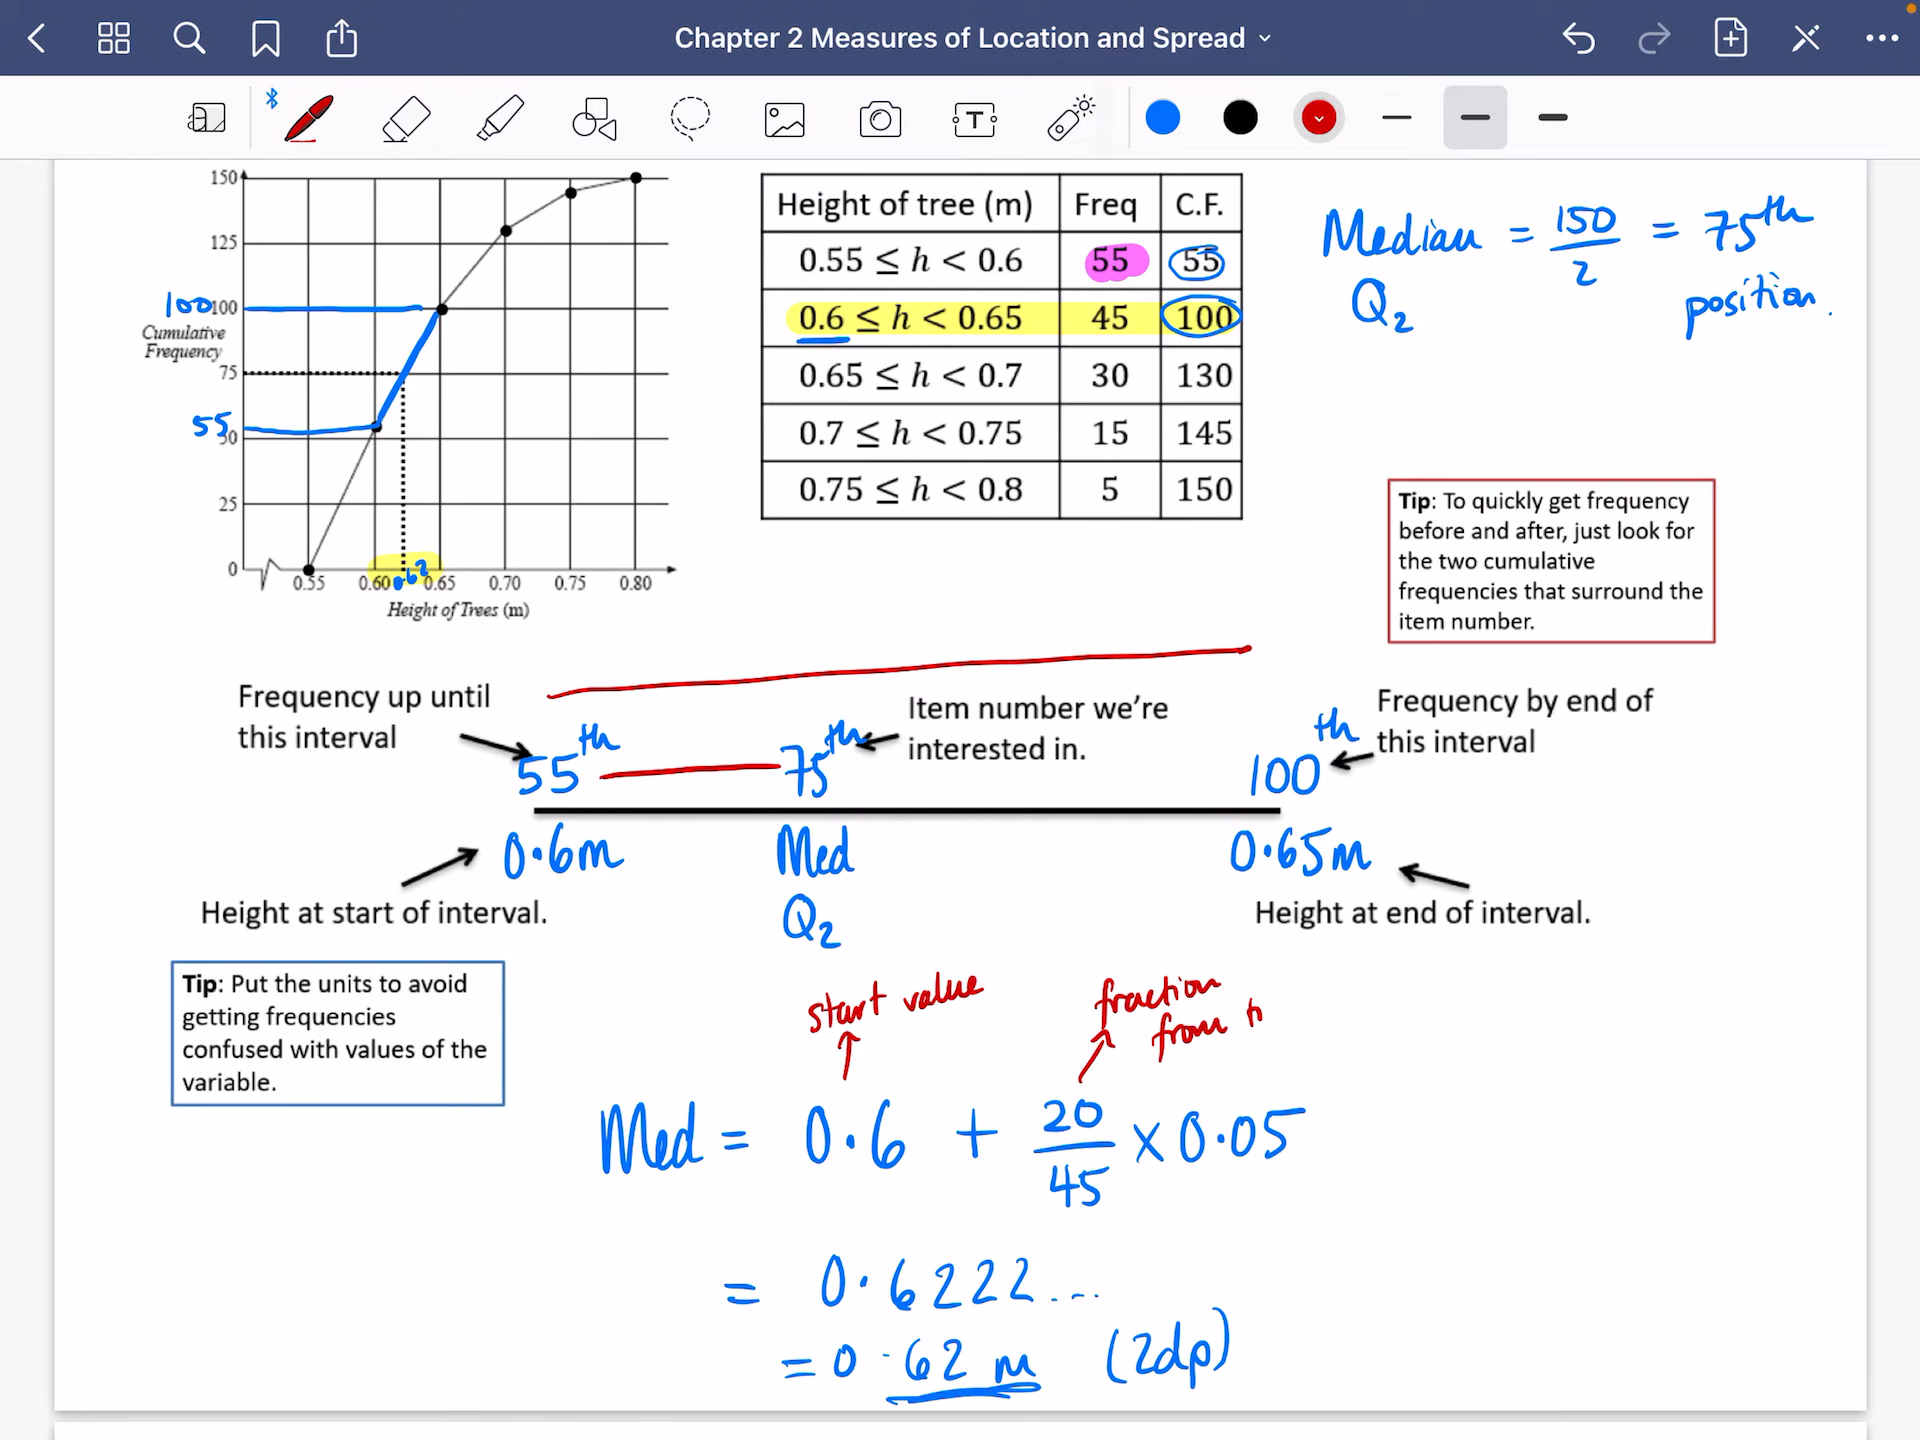 Chapter 2 Measures of Location and Spread
T
150
125
100
100
Cumulative
Frequency
75
55
50
25
0
0.55
0.60
0.62
0.65
0.70
0.75
0.80
Height of Trees (m)
Height of tree (m) Freq C.F.
0.55 ≤ h < 0.6 55 55
0.6 ≤ h < 0.65 45 100
0.65 ≤ h < 0.7 30 130
0.7 ≤ h < 0.75 15 145
0.75 ≤ h < 0.8 5 150
Median = 150/2 = 75th
Q2 position.
Tip: To quickly get frequency
before and after, just look for
the two cumulative
frequencies that surround the
item number.
Frequency up until
this interval
Item number we're
interested in.
Frequency by end of
this interval
55th 75th 100th
0.6m Med 0.65m
Q2
Height at start of interval.
Height at end of interval.
Tip: Put the units to avoid
getting frequencies
confused with values of the
variable.
start value
fraction
from
Med = 0.6 + 20/45 × 0.05
= 0.6222...
= 0.62 m (2dp)